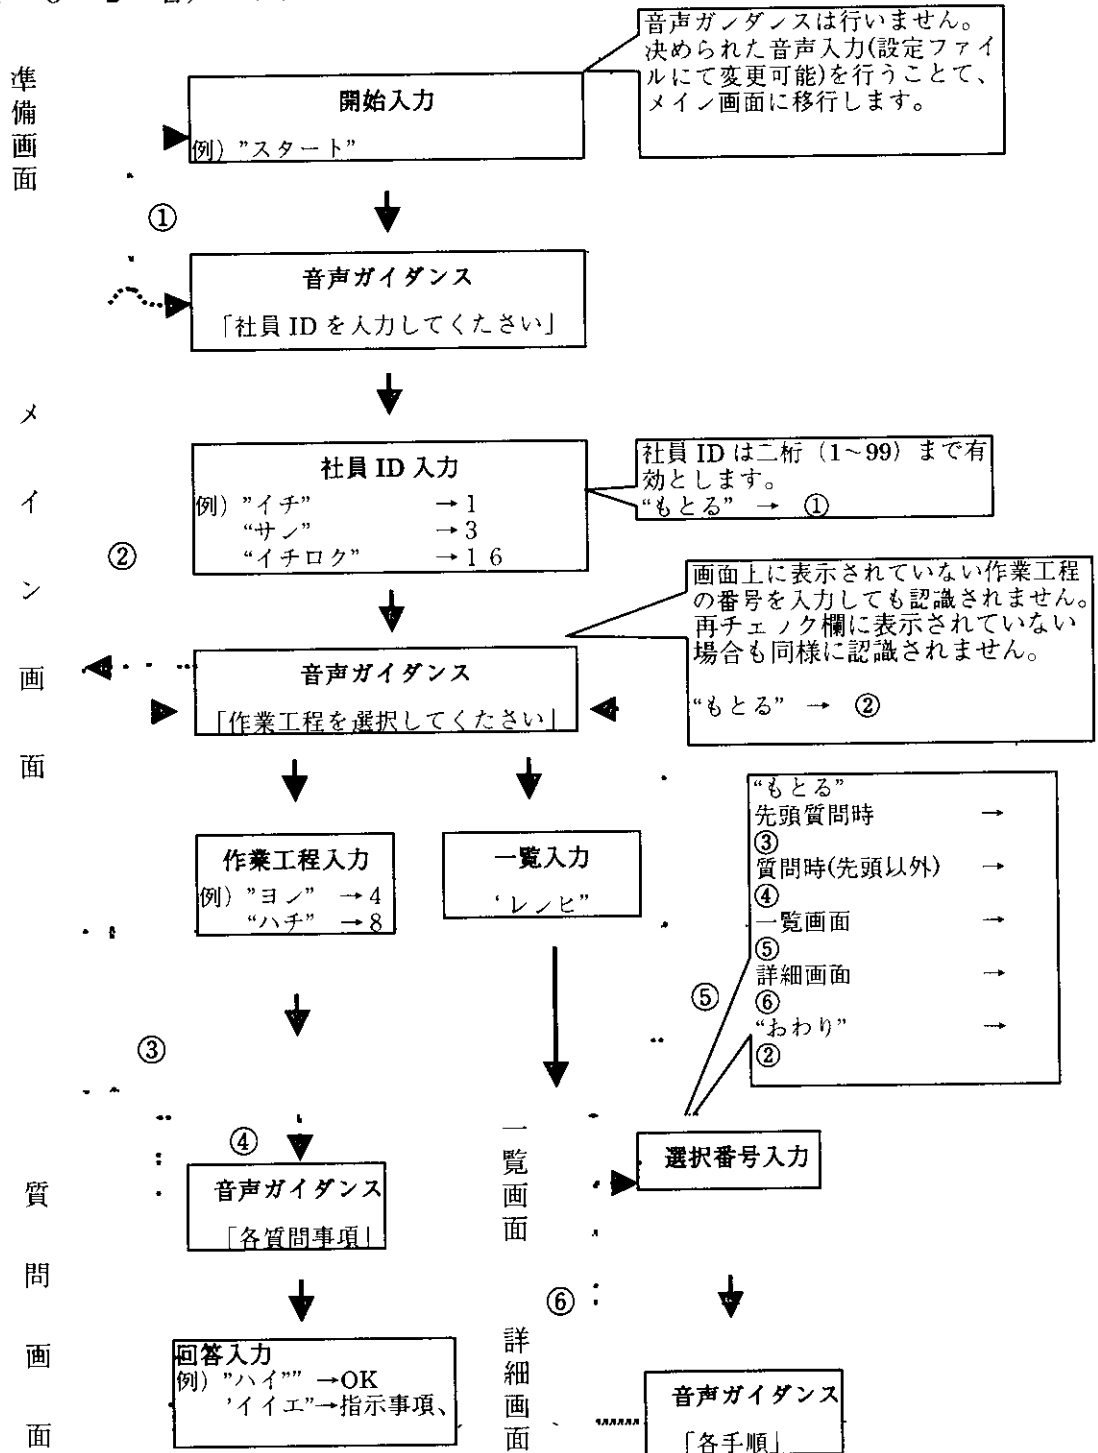 音声ガンダンスは行いません。
決められた音声入力(設定ファイ
ルにて変更可能)を行うことて、
メイン画面に移行します。
準備画面
開始入力
例) ”スタート”
①
音声ガイダンス
「社員 ID を入力してくたさい」
メイン画面
社員 ID 入力
例) ”イチ” →1
“サン” →3
“イチロク” →1 6
社員 ID は二桁（1~99）まで有
効とします。
“もとる” → ①
②
画面上に表示されていない作業工程
の番号を入力しても認識されません。
再チェノク欄に表示されていない
場合も同様に認識されません。
“もとる” → ②
音声ガイダンス
「作業工程を選択してくたさい」
作業工程入力
例) ”ヨン” →4
“ハチ” →8
一覧入力
‘レノヒ”
“もとる”
先頭質問時 →
③
質問時(先頭以外) →
④
一覧画面 →
⑤
詳細画面 →
⑥
“おわり” →
②
⑤
③
④
質問画面
音声ガイダンス
「各質問事項」
一覧画面
選択番号入力
⑥
回答入力
例) ”ハイ”” →OK
’イイエ”→指示事項、
詳細画面
音声ガイダンス
「各手順」